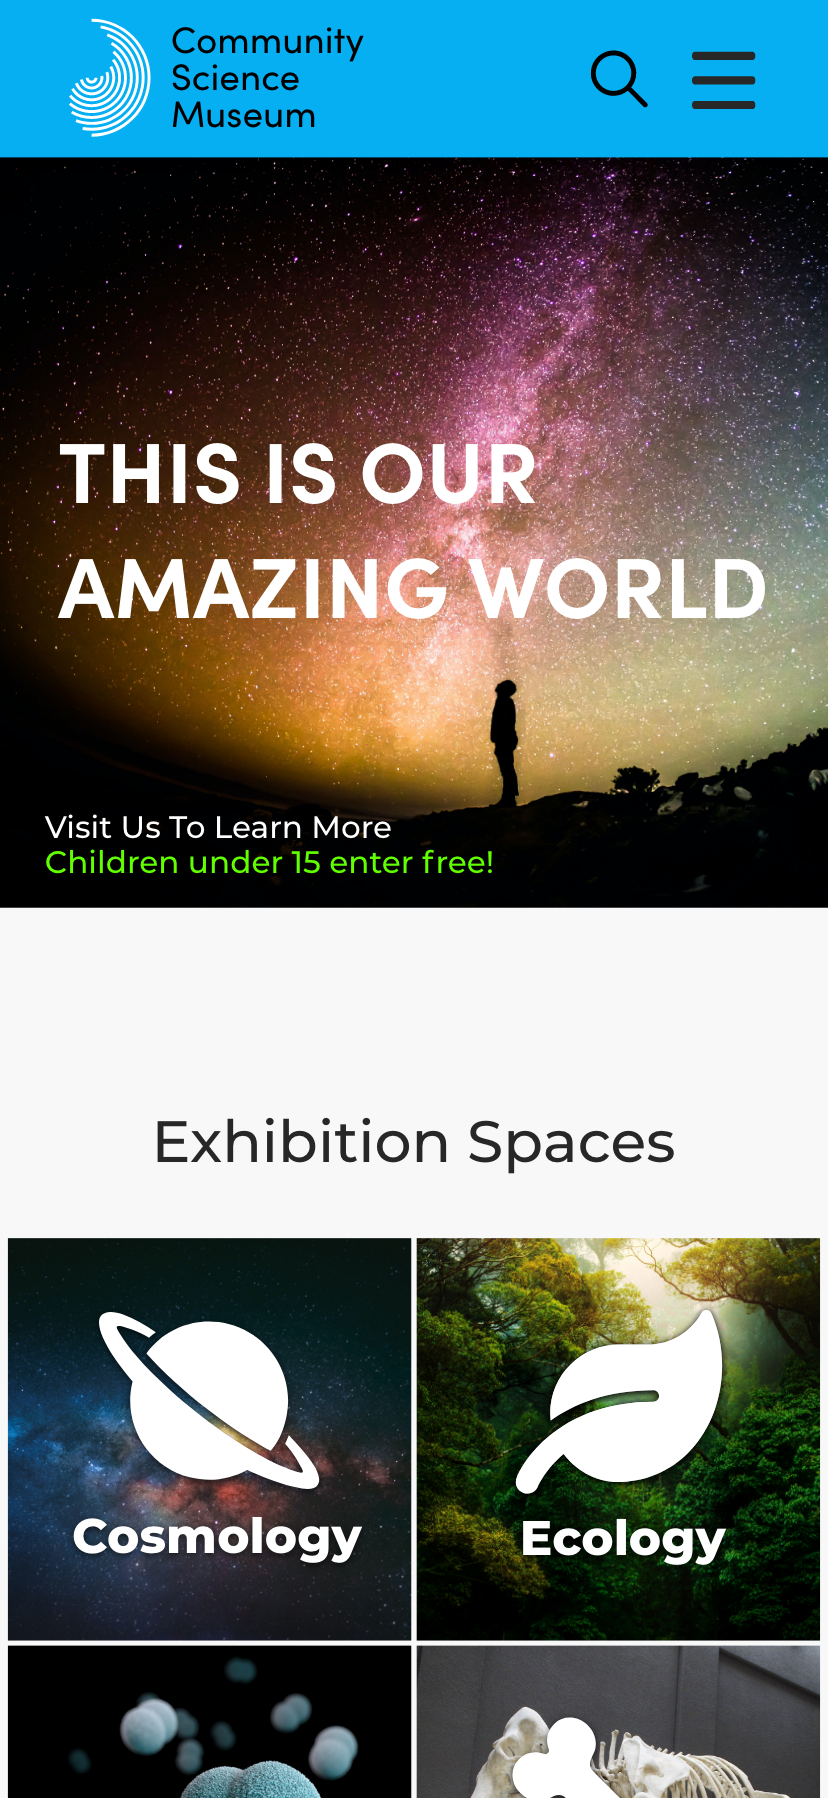 Community
Science
Museum
THIS IS OUR
AMAZING WORLD
Visit Us To Learn More
Children under 15 enter free!
Exhibition Spaces
Cosmology
Ecology